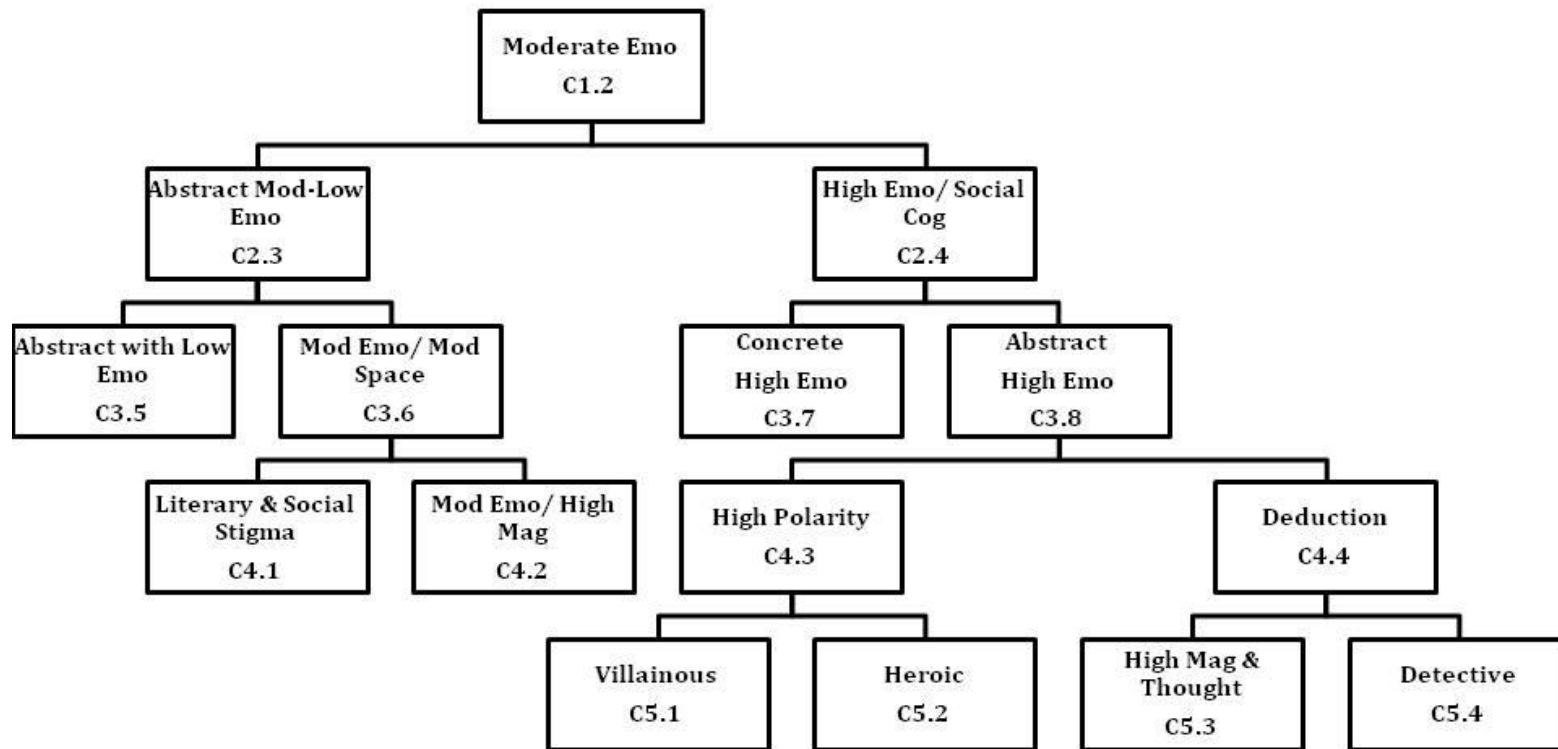 Moderate Emo
C1.2
Abstract Mod-Low
Emo
C2.3
High Emo/ Social
Cog
C2.4
Abstract with Low
Emo
C3.5
Mod Emo/ Mod
Space
C3.6
Concrete
High Emo
C3.7
Abstract
High Emo
C3.8
Literary & Social
Stigma
C4.1
Mod Emo/ High
Mag
C4.2
High Polarity
C4.3
Deduction
C4.4
Villainous
C5.1
Heroic
C5.2
High Mag &
Thought
C5.3
Detective
C5.4